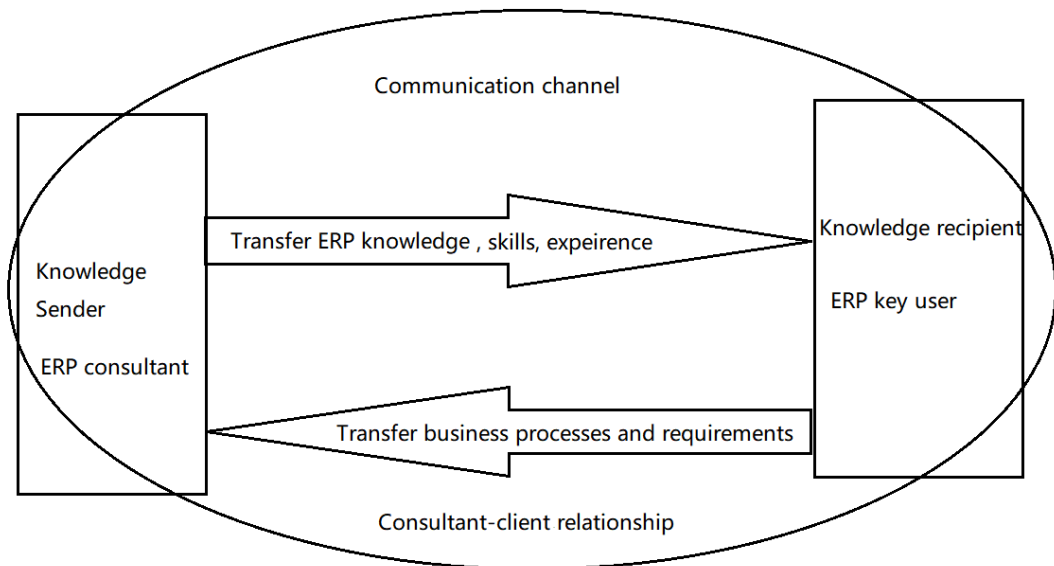 Communication channel
Transfer ERP knowledge , skills, expeirence
Knowledge recipient
ERP key user
Knowledge
Sender
ERP consultant
Transfer business processes and requirements
Consultant-client relationship